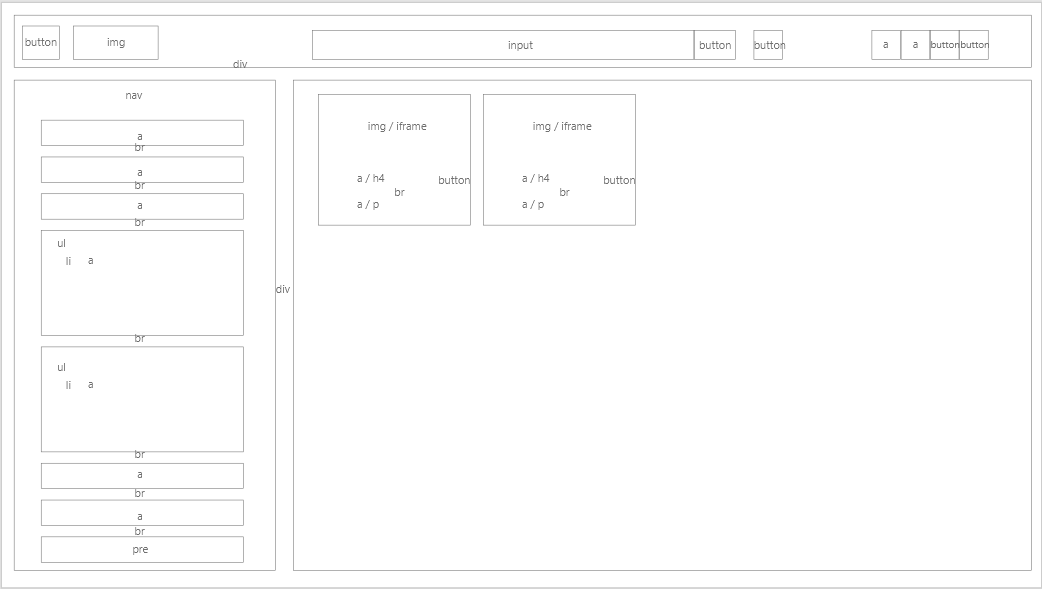 button img input button button a a button button
div
nav
a
br
a
br
a
br
ul
li a
br
ul
li a
br
a
br
a
br
pre
div
img / iframe
a / h4 button
br
a / p
img / iframe
a / h4 button
br
a / p